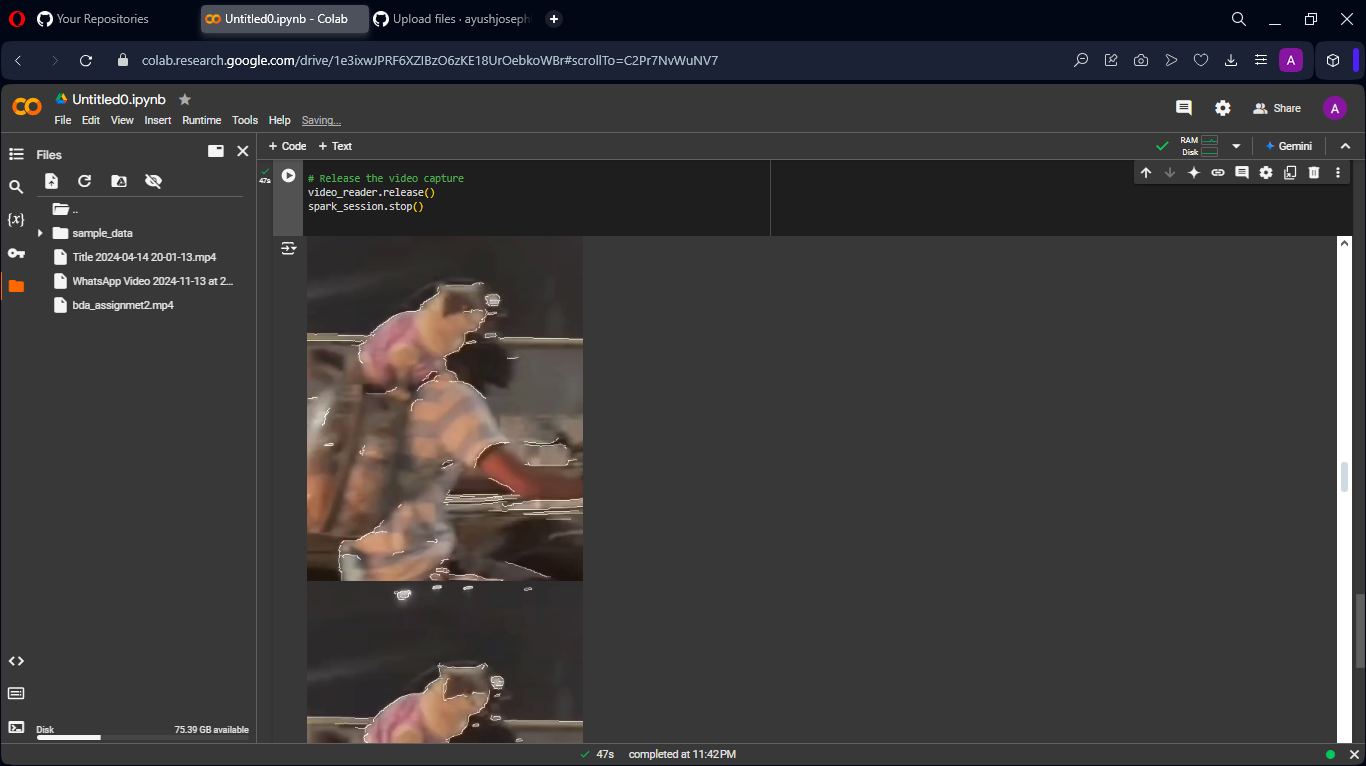 Your Repositories
Untitled0.ipynb - Colab
Upload files · ayushjoseph
colab.research.google.com/drive/1e3ixwJPRF6XZIBzO6zKE18UrOebkoWBr#scrollTo=C2Pr7NvWuNV7
A
CO
Untitled0.ipynb
Share
A
File Edit View Insert Runtime Tools Help Saving...
Files
+ Code + Text
RAM
Disk
Gemini
..
sample_data
Title 2024-04-14 20-01-13.mp4
WhatsApp Video 2024-11-13 at 2...
bda_assignmet2.mp4
{x}
47s
# Release the video capture
video_reader.release()
spark_session.stop()
Disk
75.39 GB available
47s completed at 11:42 PM